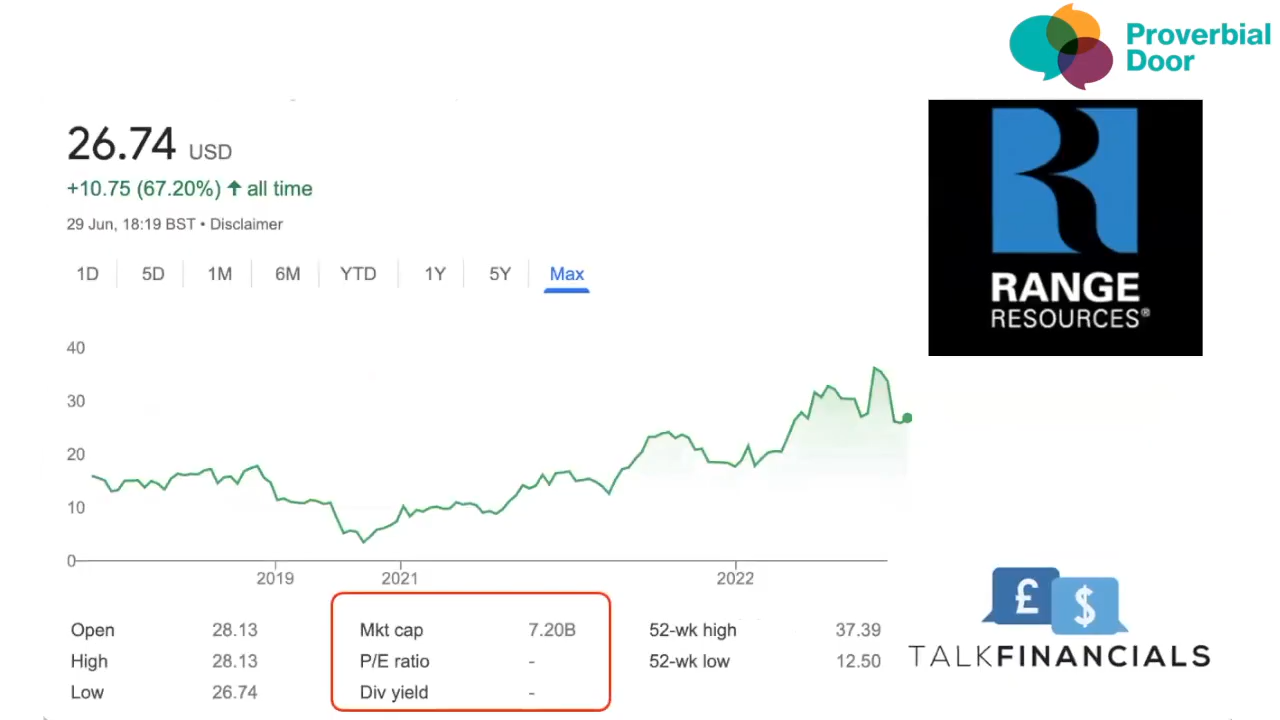 Proverbial
Door
26.74 USD
+10.75 (67.20%) ↑ all time
29 Jun, 18:19 BST • Disclaimer
1D 5D 1M 6M YTD 1Y 5Y Max
RANGE
RESOURCES®
40
30
20
10
0
2019 2021 2022
Open 28.13 Mkt cap 7.20B 52-wk high 37.39
High 28.13 P/E ratio - 52-wk low 12.50
Low 26.74 Div yield -
£ $
TALKFINANCIALS